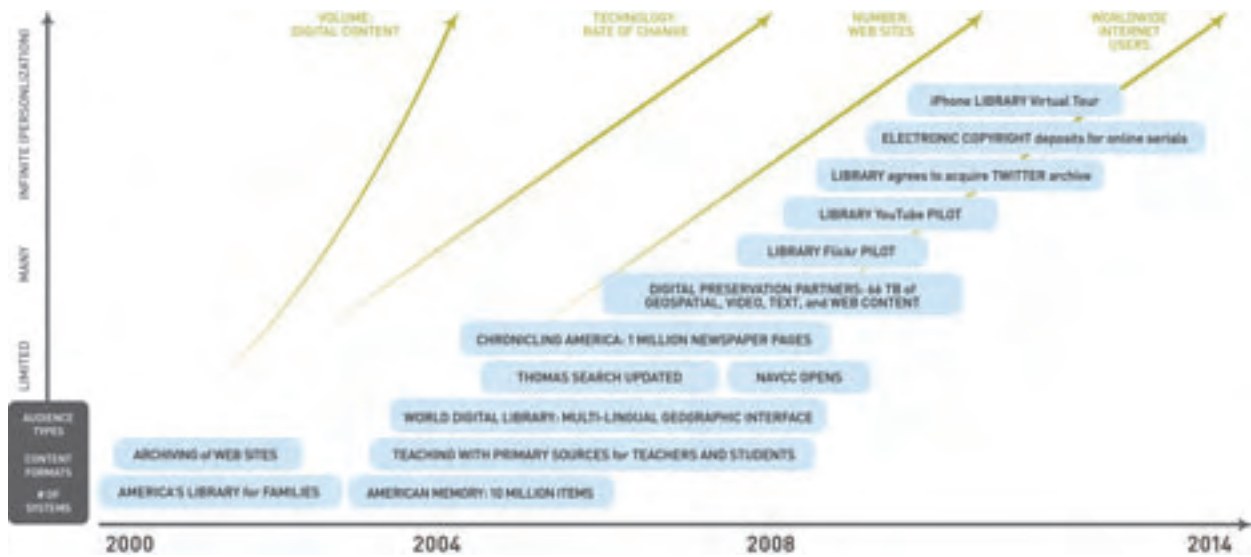 VOLUME:
DIGITAL CONTENT
TECHNOLOGY:
RATE OF CHANGE
NUMBER:
WEB SITES
WORLDWIDE
INTERNET
USERS
INFINITE (PERSONLIZATION)
MANY
LIMITED
iPhone LIBRARY Virtual Tour
ELECTRONIC COPYRIGHT deposits for online serials
LIBRARY agrees to acquire TWITTER archive
LIBRARY YouTube PILOT
LIBRARY Flickr PILOT
DIGITAL PRESERVATION PARTNERS: 66 TB of
GEOSPATIAL, VIDEO, TEXT, and WEB CONTENT
CHRONICLING AMERICA: 1 MILLION NEWSPAPER PAGES
THOMAS SEARCH UPDATED
NAVCC OPENS
AUDIENCE
TYPES
WORLD DIGITAL LIBRARY: MULTI-LINGUAL GEOGRAPHIC INTERFACE
CONTENT
FORMATS
ARCHIVING of WEB SITES
TEACHING WITH PRIMARY SOURCES for TEACHERS AND STUDENTS
# OF
SYSTEMS
AMERICA'S LIBRARY for FAMILIES
AMERICAN MEMORY: 10 MILLION ITEMS
2000
2004
2008
2014